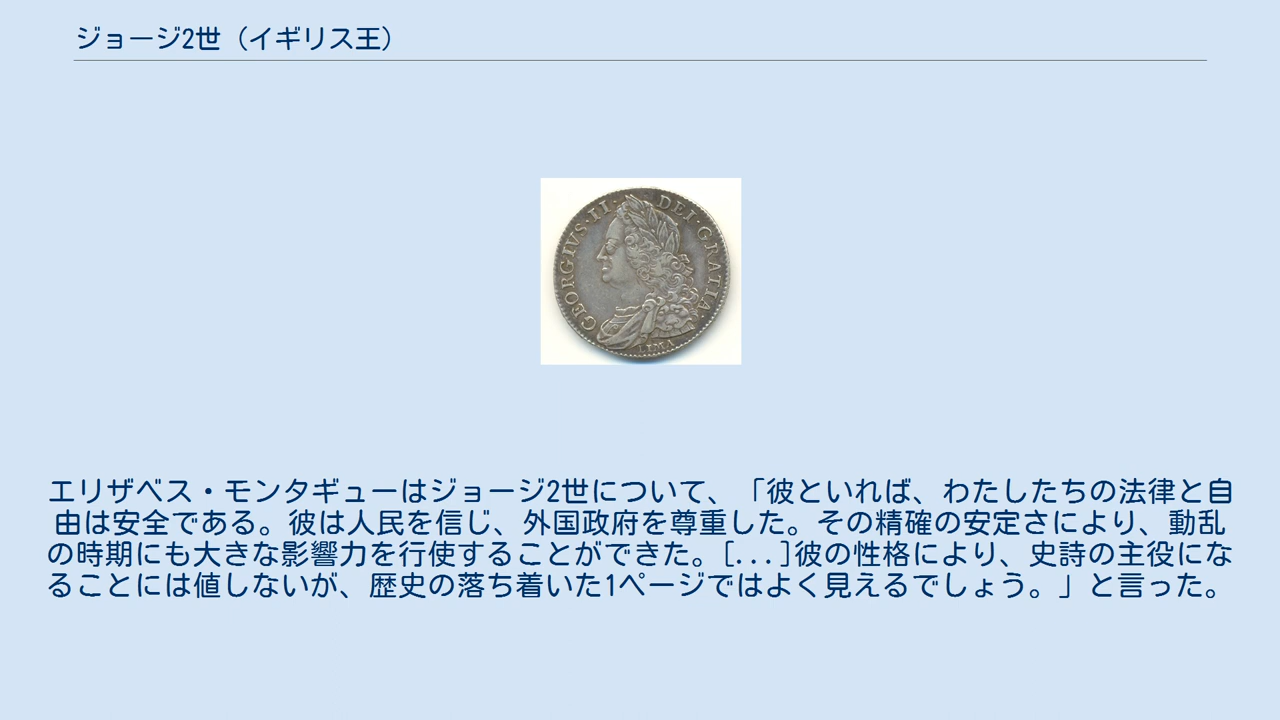 ジョージ2世（イギリス王）
GEORGIVS·II· DEI·GRATIA·
LIMA
エリザベス・モンタギューはジョージ2世について、「彼といれば、わたしたちの法律と自
由は安全である。彼は人民を信じ、外国政府を尊重した。その精確の安定さにより、動乱
の時期にも大きな影響力を行使することができた。[...]彼の性格により、史詩の主役にな
ることには値しないが、歴史の落ち着いた1ページではよく見えるでしょう。」と言った。